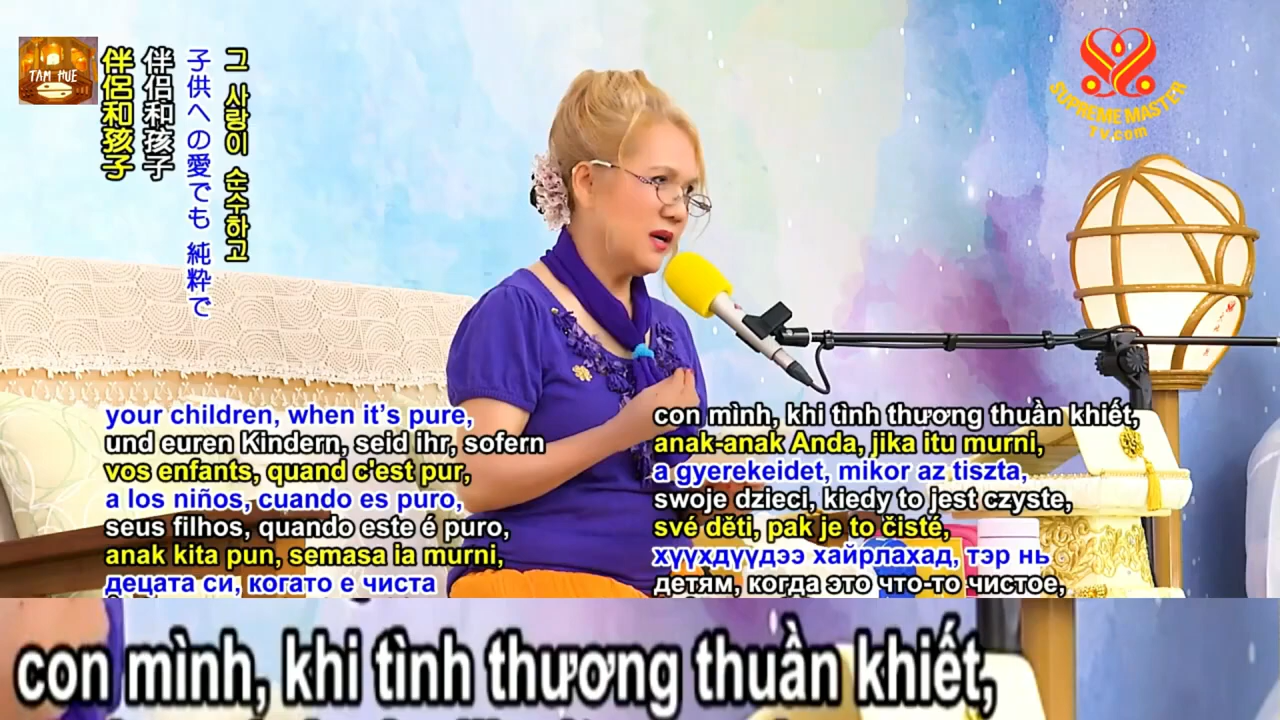 TAM HUE
伴侶和孩子
伴侣和孩子
子供への愛でも 純粋で
그 사랑이 순수하고
SUPREME MASTER
TV.com
your children, when it’s pure,
und euren Kindern, seid ihr, sofern
vos enfants, quand c'est pur,
a los niños, cuando es puro,
seus filhos, quando este é puro,
anak kita pun, semasa ia murni,
децата си, когато е чиста
con mình, khi tình thương thuần khiết,
anak-anak Anda, jika itu murni,
a gyerekeidet, mikor az tiszta,
swoje dzieci, kiedy to jest czyste,
své děti, pak je to čisté,
хүүхдүүдээ хайрлахад, тэр нь
детям, когда это что-то чистое,
con mình, khi tình thương thuần khiết,